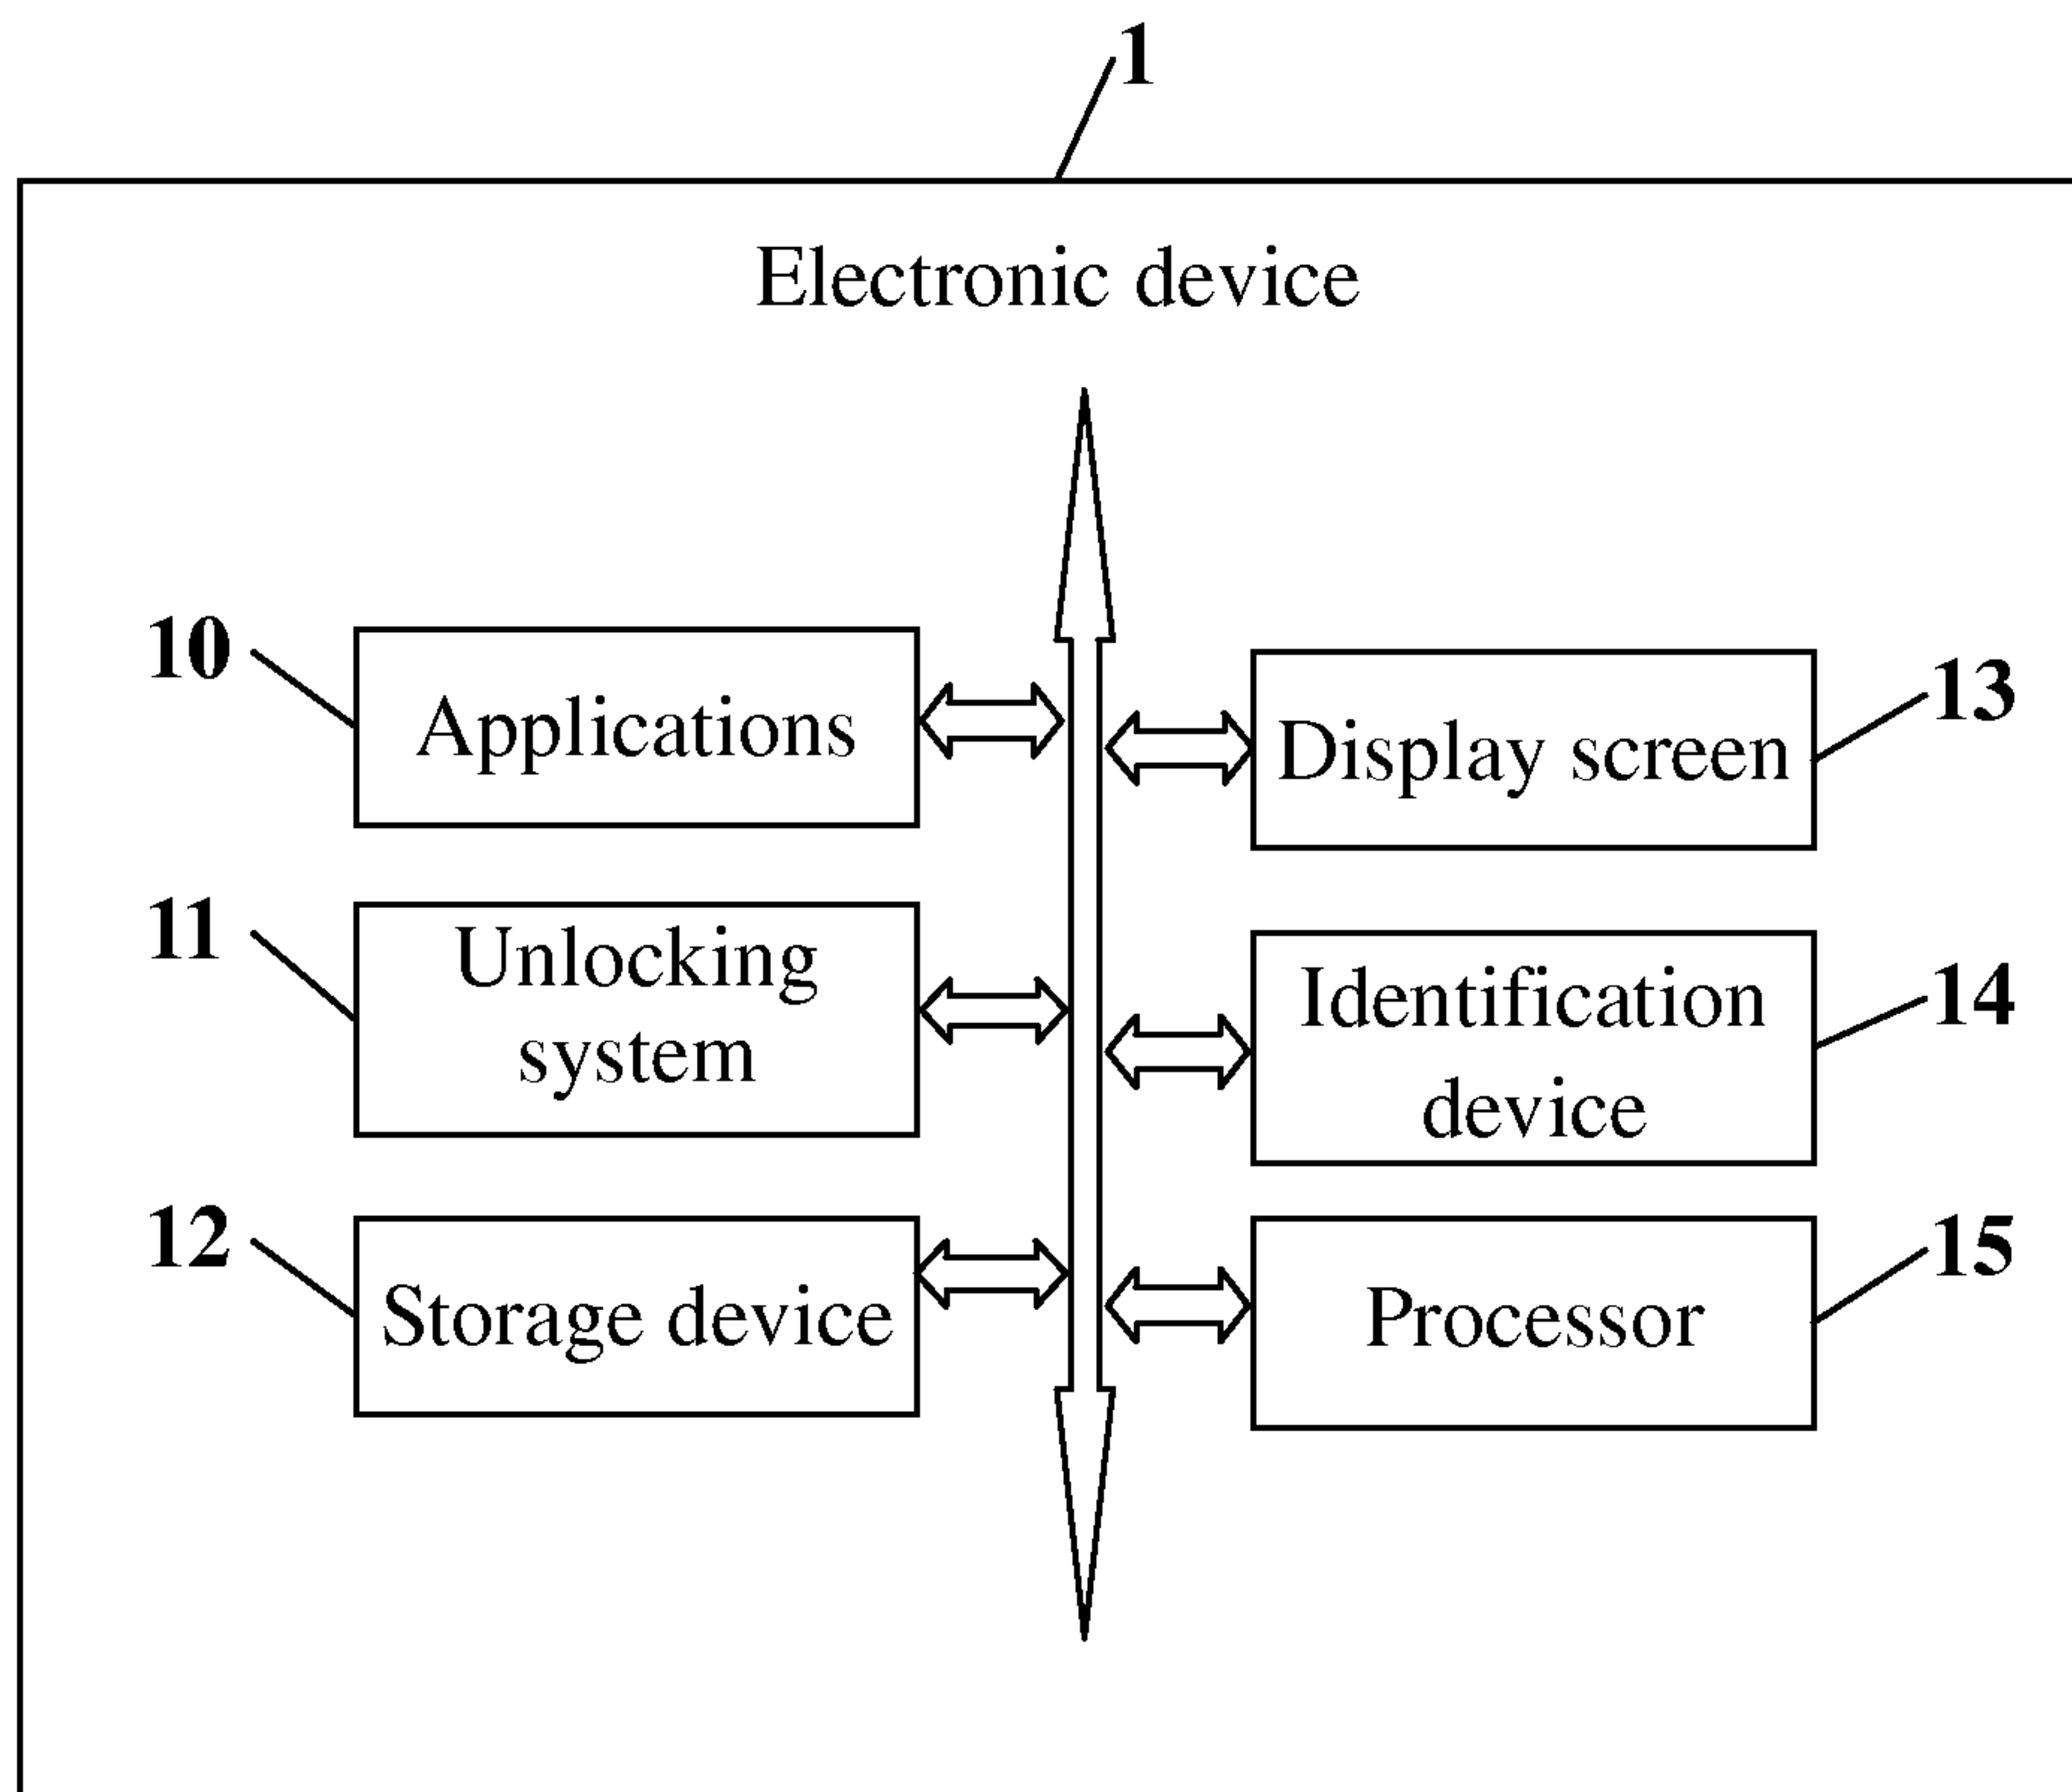 1
Electronic device
10
Applications
11
Unlocking
system
12
Storage device
13
Display screen
14
Identification
device
15
Processor